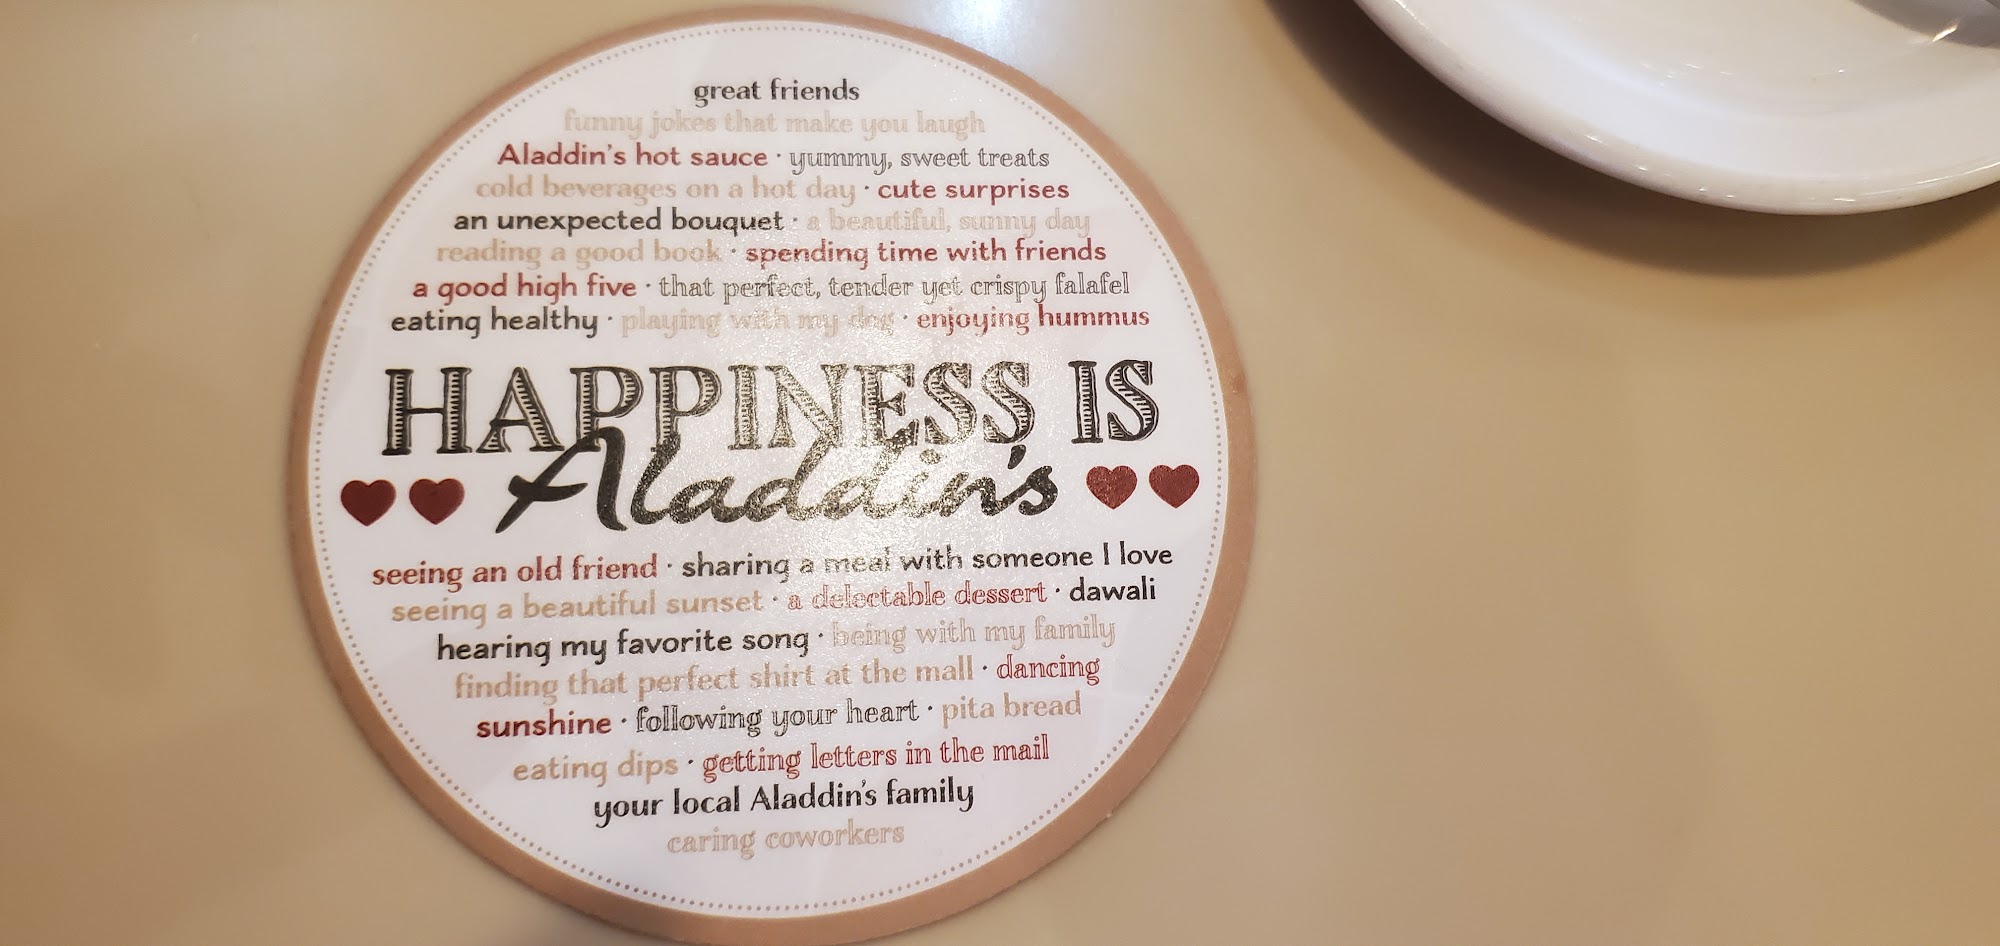 great friends
funny jokes that make you laugh
Aladdin's hot sauce · yummy, sweet treats
cold beverages on a hot day · cute surprises
an unexpected bouquet · a beautiful, sunny day
reading a good book · spending time with friends
a good high five · that perfect, tender yet crispy falafel
eating healthy · playing with my dog · enjoying hummus
HAPPINESS IS
Aladdin's
seeing an old friend · sharing a meal with someone I love
seeing a beautiful sunset · a delectable dessert · dawali
hearing my favorite song · being with my family
finding that perfect shirt at the mall · dancing
sunshine · following your heart · pita bread
eating dips · getting letters in the mail
your local Aladdin's family
caring coworkers